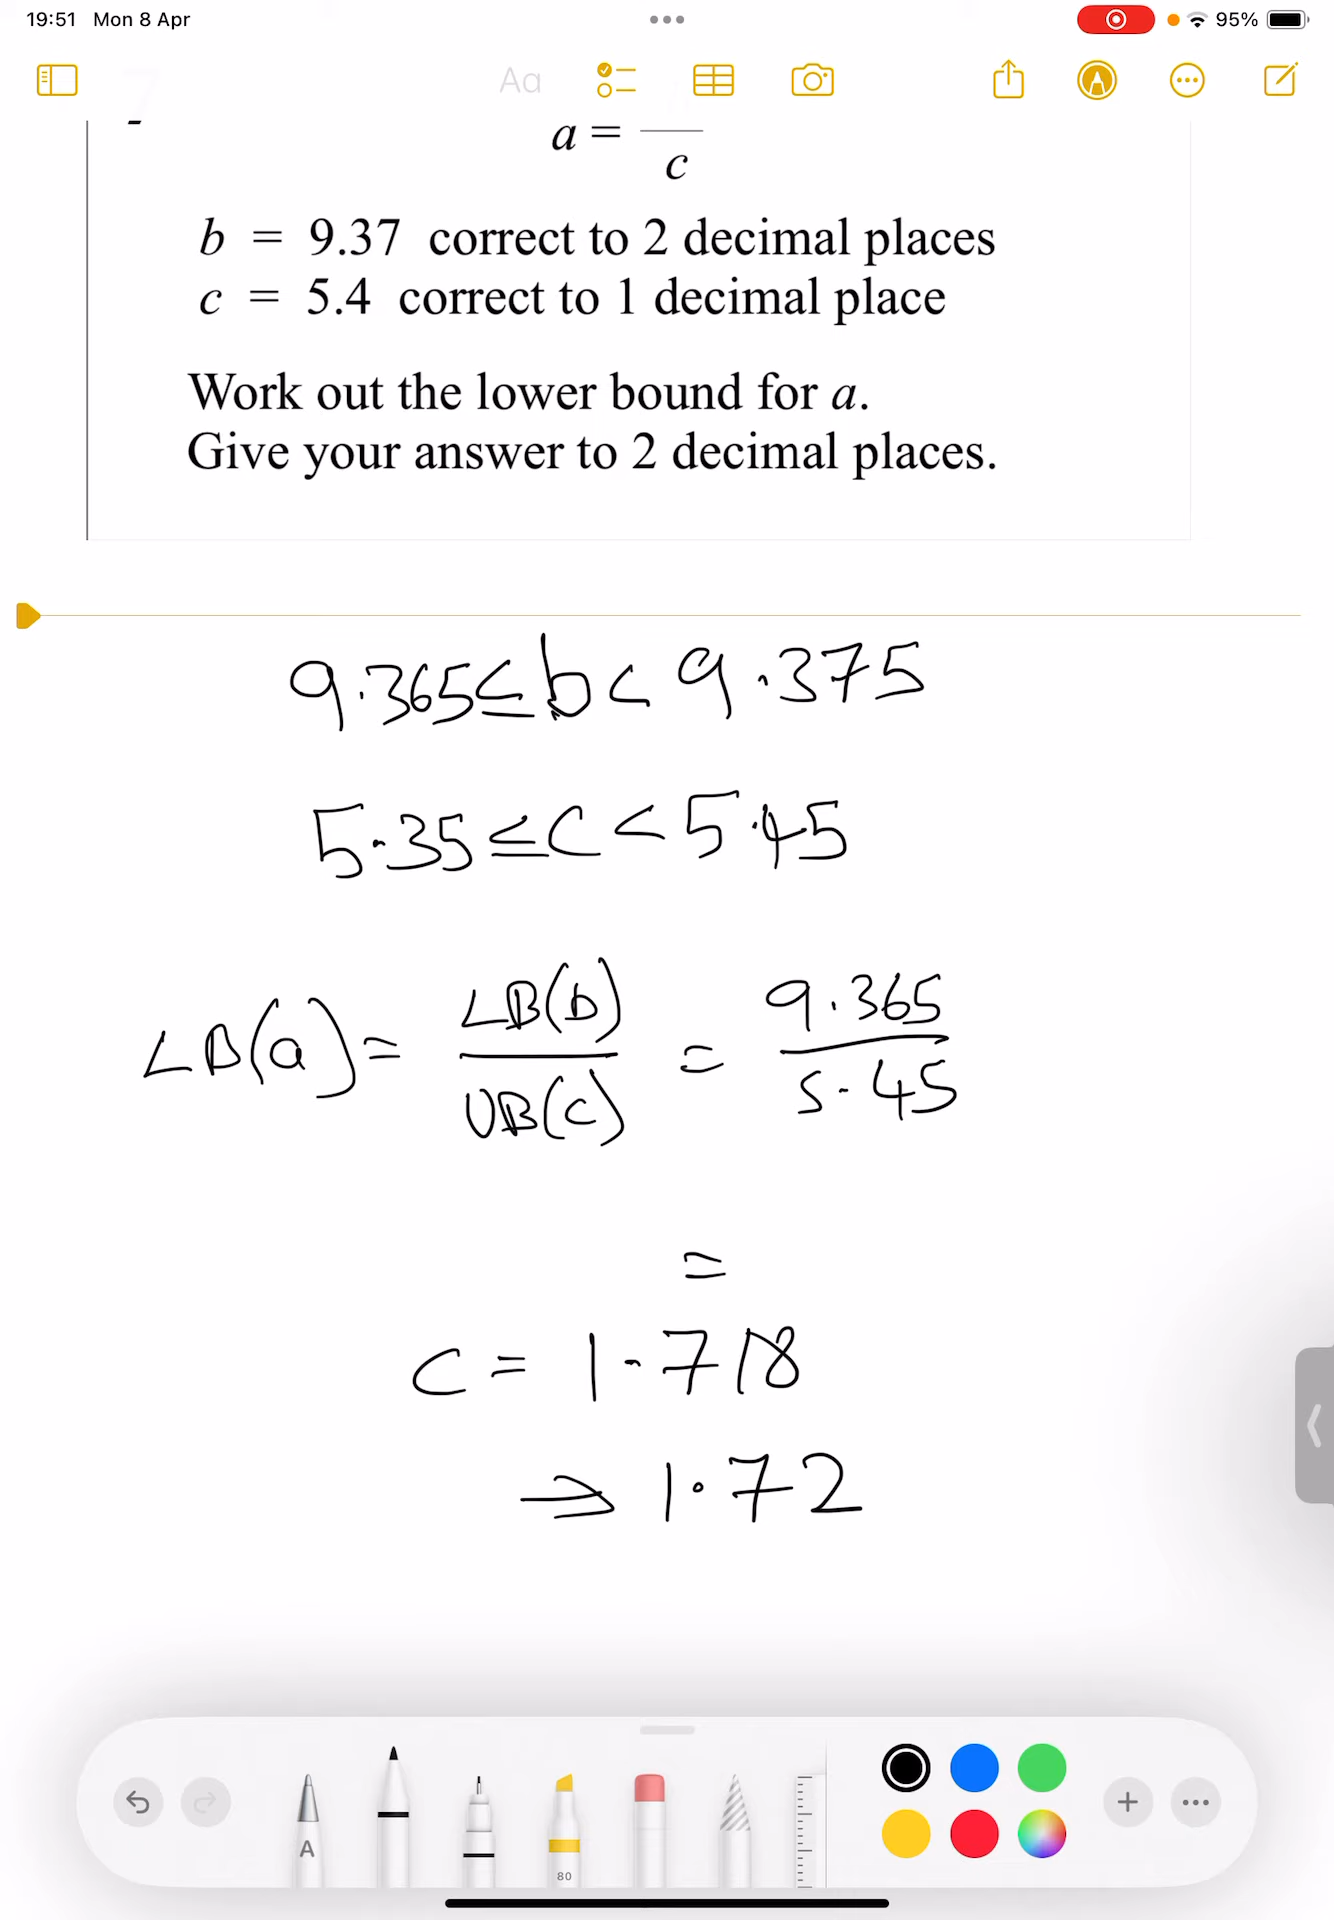 19:51 Mon 8 Apr 95%
Aa
a = —
c
b = 9.37 correct to 2 decimal places
c = 5.4 correct to 1 decimal place
Work out the lower bound for a.
Give your answer to 2 decimal places.
9.365 ≤ b < 9.375
5.35 ≤ c < 5.45
LB(a) = LB(b) / UB(c) = 9.365 / 5.45
=
c = 1.718
⇒ 1.72
A
80